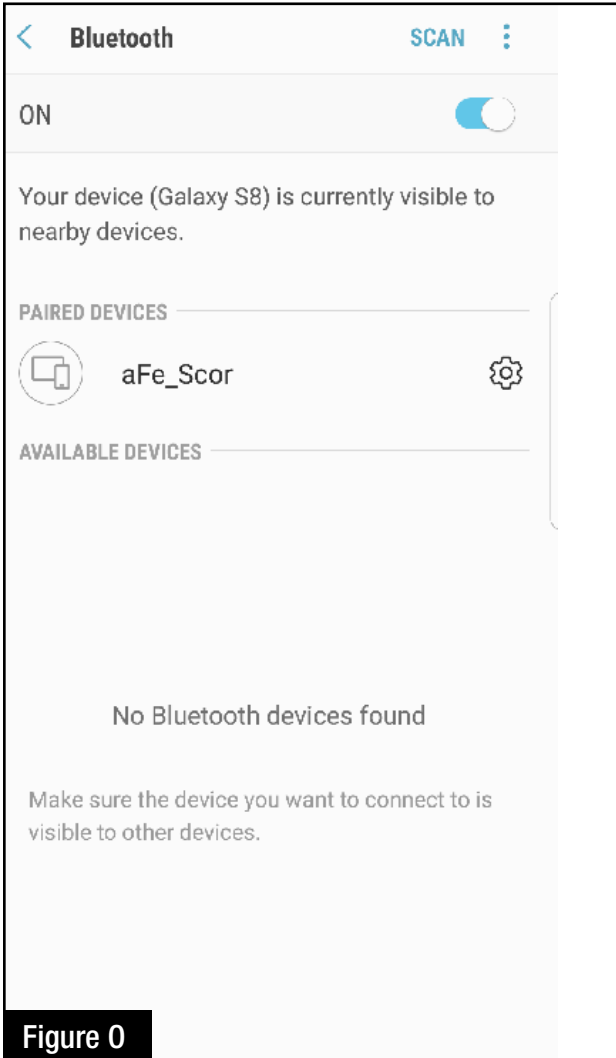 Bluetooth SCAN
ON
Your device (Galaxy S8) is currently visible to
nearby devices.
PAIRED DEVICES
aFe_Scor
AVAILABLE DEVICES
No Bluetooth devices found
Make sure the device you want to connect to is
visible to other devices.
Figure O